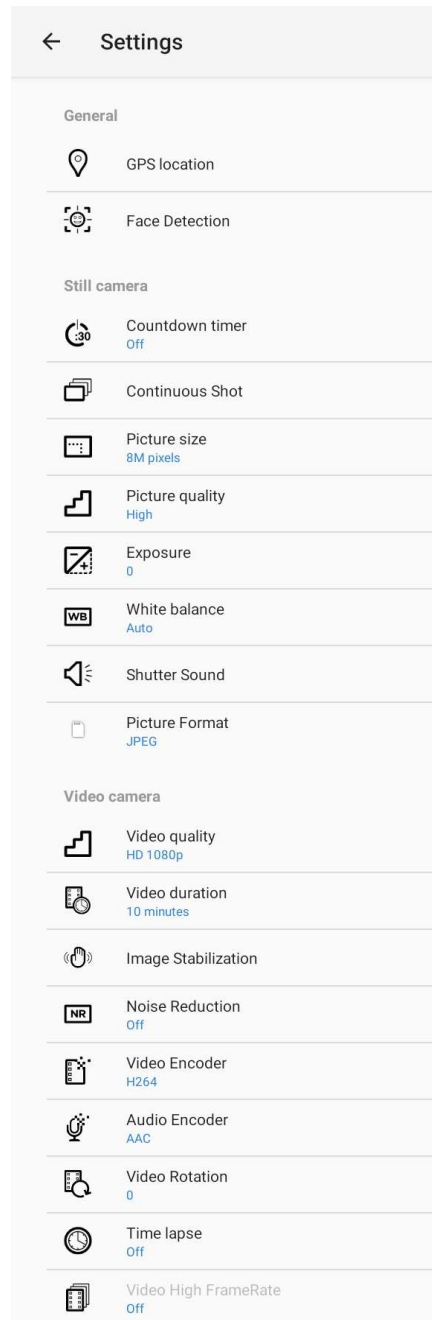 Settings
General
GPS location
Face Detection
Still camera
:30
Countdown timer
Off
Continuous Shot
Picture size
8M pixels
Picture quality
High
Exposure
0
WB
White balance
Auto
Shutter Sound
Picture Format
JPEG
Video camera
Video quality
HD 1080p
Video duration
10 minutes
Image Stabilization
NR
Noise Reduction
Off
Video Encoder
H264
Audio Encoder
AAC
Video Rotation
0
Time lapse
Off
Video High FrameRate
Off